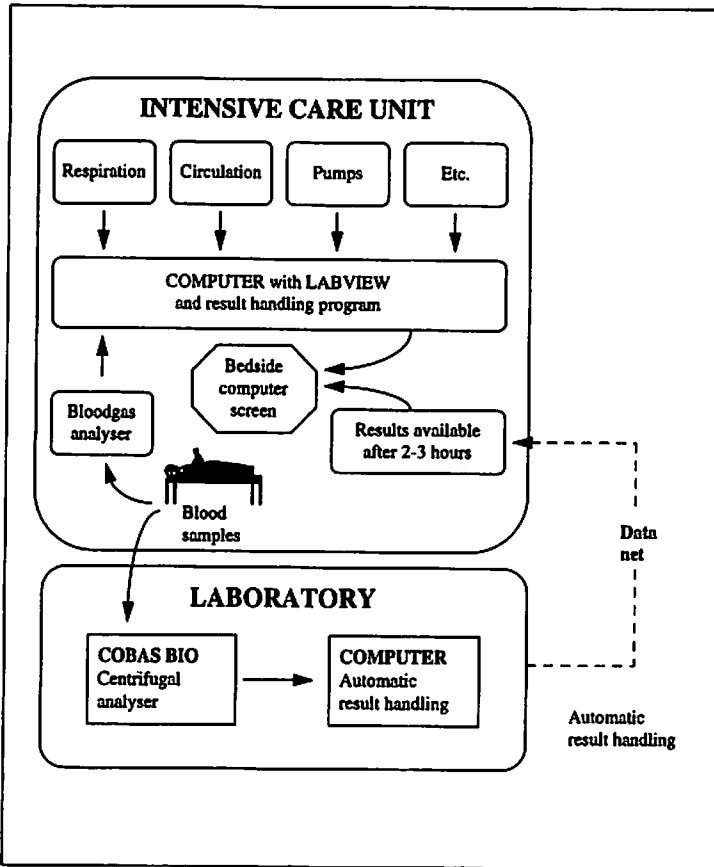 INTENSIVE CARE UNIT
Respiration
Circulation
Pumps
Etc.
COMPUTER with LABVIEW
and result handling program
Bedside
computer
screen
Bloodgas
analyser
Results available
after 2-3 hours
Blood
samples
Data
net
LABORATORY
COBAS BIO
Centrifugal
analyser
COMPUTER
Automatic
result handling
Automatic
result handling